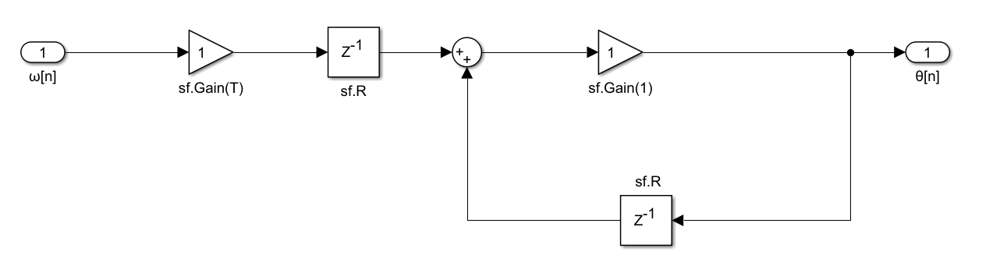 1
ω[n]
1
sf.Gain(T)
Z-1
sf.R
+
+
1
sf.Gain(1)
1
θ[n]
sf.R
Z-1